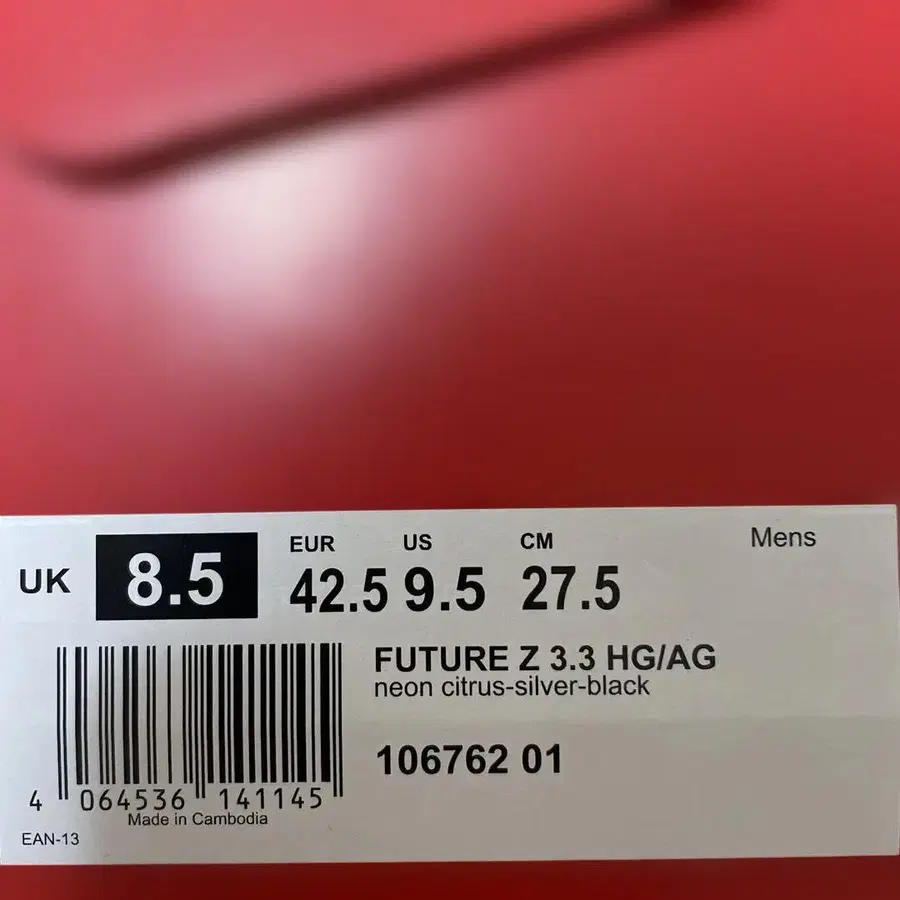 EUR US CM Mens
UK 8.5 42.5 9.5 27.5
FUTURE Z 3.3 HG/AG
neon citrus-silver-black
106762 01
4 064536 141145
Made in Cambodia
EAN-13